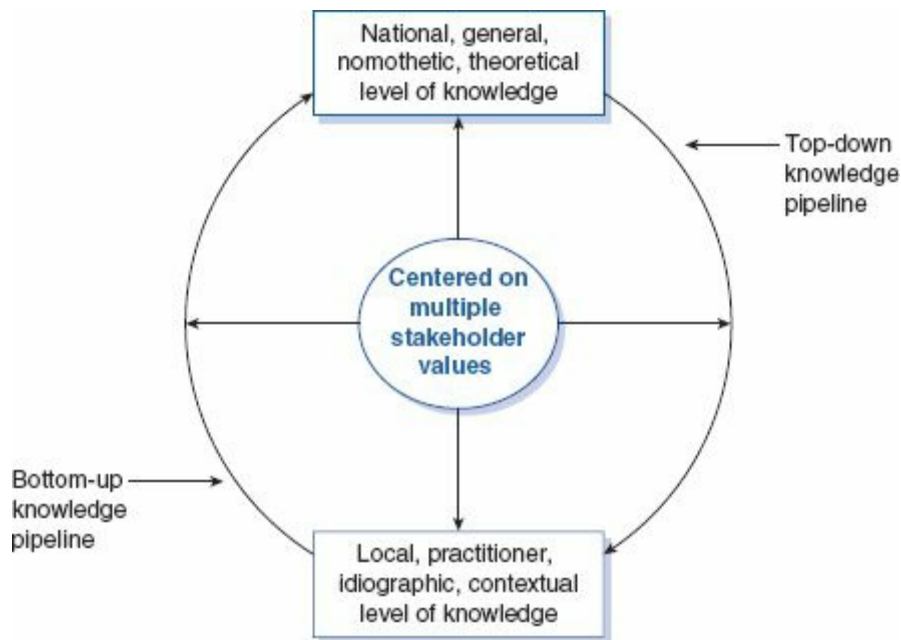 National, general,
nomothetic, theoretical
level of knowledge
Top-down
knowledge
pipeline
Centered on
multiple
stakeholder
values
Bottom-up
knowledge
pipeline
Local, practitioner,
idiographic, contextual
level of knowledge